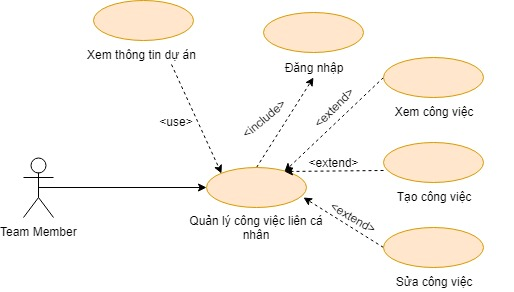 Xem thông tin dự án
Đăng nhập
<extend>
Xem công việc
<use>
<include>
<extend>
Tạo công việc
Team Member
Quản lý công việc liên cá
nhân
<extend>
Sửa công việc